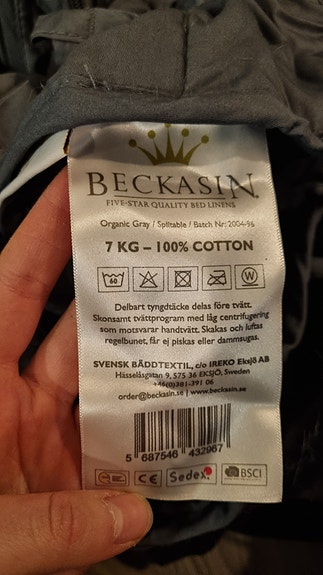 BECKASIN®
FIVE-STAR QUALITY BED LINENS
Organic Gray / Splittable / Batch Nr: 2004-96
7 KG – 100% COTTON
60 W
Delbart tyngdtäcke delas före tvätt.
Skonsamt tvättprogram med låg centrifugering
som motsvarar handtvätt. Skakas och luftas
regelbunet, får ej piskas eller dammsugas.
SVENSK BÄDDTEXTIL, c/o IREKO Eksjö AB
Hässelåsgatan 9, 575 36 EKSJÖ, Sweden
+46(0)381-391 06
order@beckasin.se www.beckasin.se
5 687546 432967
CE Sedex BSCI